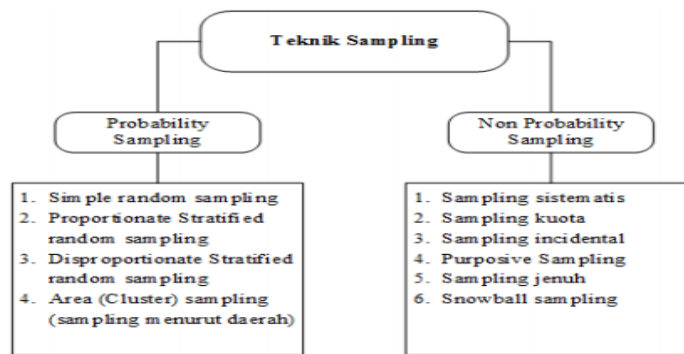 Teknik Sampling
Probability
Sampling
Non Probability
Sampling
1. Simple random sampling
2. Proportionate Stratified
random sampling
3. Disproportionate Stratified
random sampling
4. Area (Cluster) sampling
(sampling menurut daerah)
1. Sampling sistematis
2. Sampling kuota
3. Sampling incidental
4. Purposive Sampling
5. Sampling jenuh
6. Snowball sampling